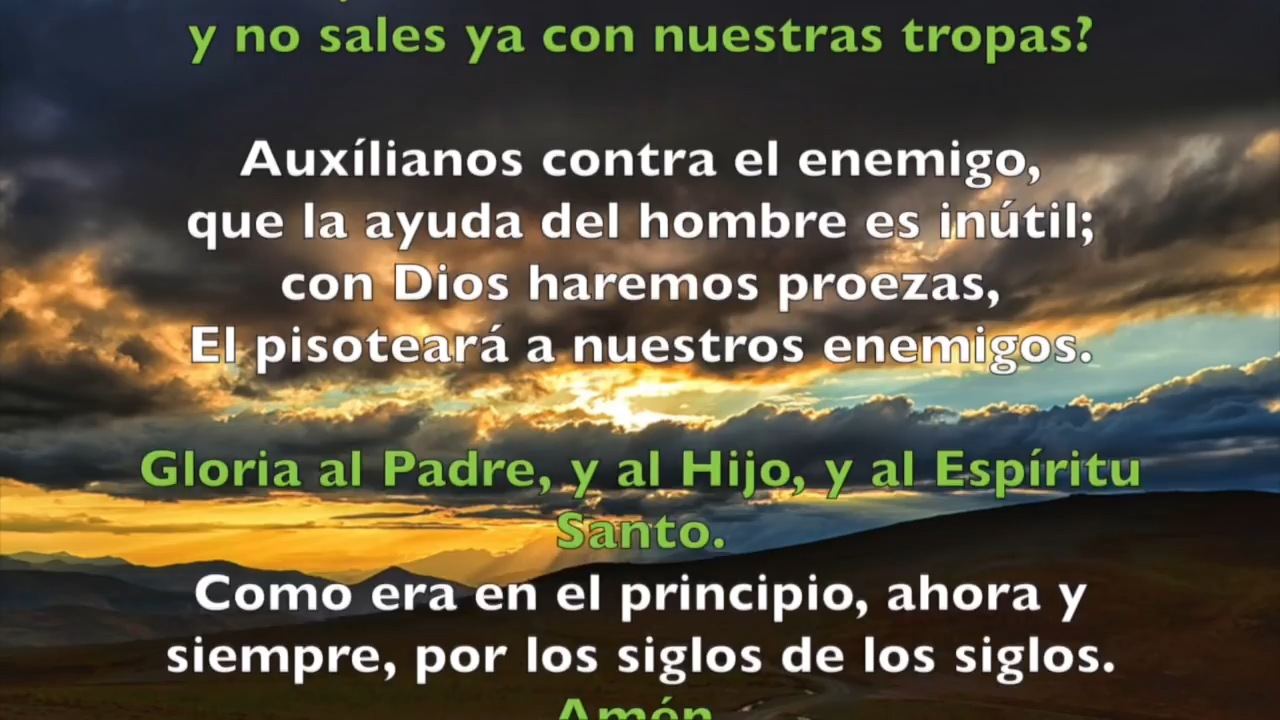 y no sales ya con nuestras tropas?
Auxílianos contra el enemigo,
que la ayuda del hombre es inútil;
con Dios haremos proezas,
El pisoteará a nuestros enemigos.
Gloria al Padre, y al Hijo, y al Espíritu
Santo.
Como era en el principio, ahora y
siempre, por los siglos de los siglos.
Amén